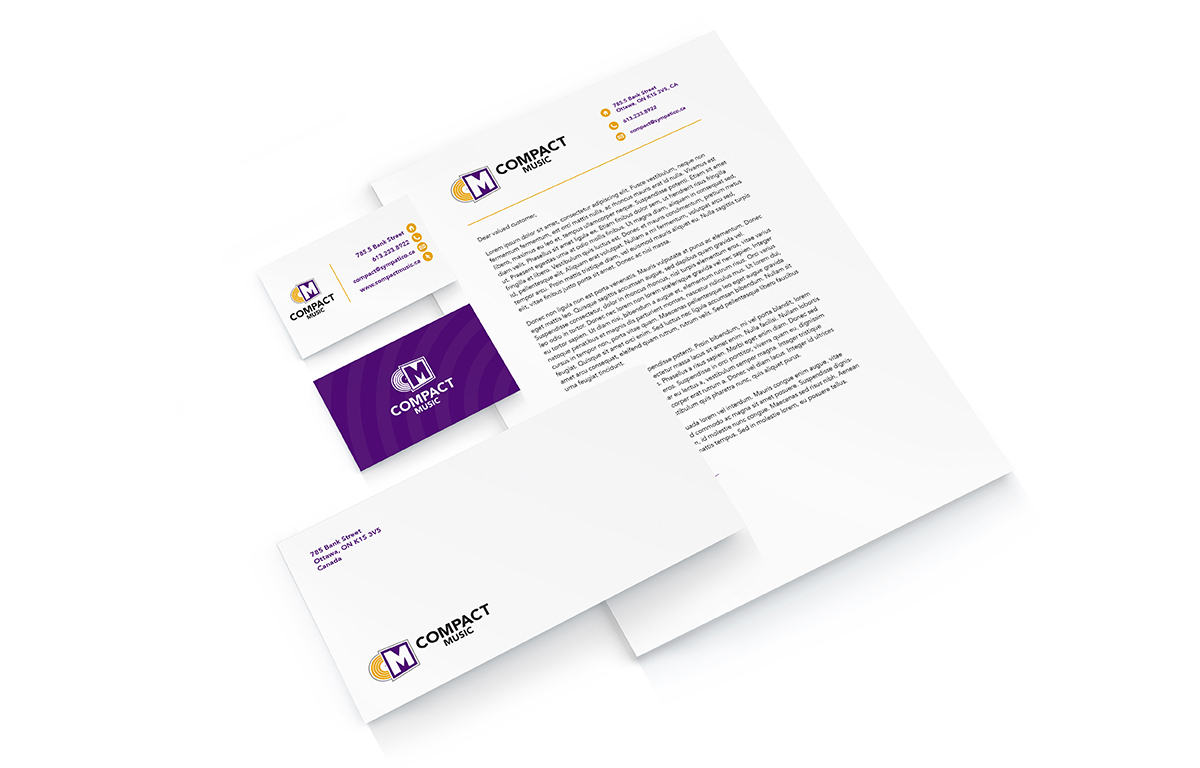 785.5 Bank Street
Ottawa, ON K1S 3V5, CA
613.233.8922
compact@sympatico.ca
CM
COMPACT
MUSIC
Dear valued customer,
Lorem ipsum dolor sit amet, consectetur adipiscing elit. Fusce vestibulum, neque non
fermentum fermentum, est orci mattis nulla, ac rhoncus mauris erat id nulla. Vivamus est
libero, maximus eu leo et, tempus ullamcorper neque. Suspendisse potenti. Etiam sit amet
diam velit. Phasellus sit amet ligula ex. Etiam finibus dolor sem, ut hendrerit risus fringilla
ut. Praesent egestas urna at odio mollis finibus. Ut magna diam, aliquam in consequat sed,
fringilla et libero. Vestibulum quis luctus est. Donec et mauris condimentum, pretium metus
id, pellentesque elit. Aliquam erat volutpat. Nullam a mi fermentum, volutpat arcu sed,
tempor arcu. Proin mattis tristique diam, vel euismod mauris aliquet eu. Nulla sagittis turpis
elit, vitae finibus justo porta sit amet. Donec ac nisl massa.
Donec non ligula non est porta venenatis. Mauris vulputate et purus ac elementum. Donec
eget mattis leo. Quisque sagittis accumsan augue, sed dapibus quam gravida vel.
Suspendisse consectetur, dolor in rhoncus rhoncus, nisl turpis elementum eros, vitae varius
leo odio in tortor. Donec nec lorem non lorem scelerisque gravida vel nec sapien. Integer
eu tortor sapien. Ut diam nisi, bibendum a augue et, elementum rutrum risus. Orci varius
natoque penatibus et magnis dis parturient montes, nascetur ridiculus mus. Ut lorem dui,
cursus in tempor non, porta vitae quam. Maecenas pellentesque leo eget augue gravida
feugiat. Quisque sit amet orci enim. Sed luctus nec ligula accumsan bibendum. Nullam sit
amet arcu consequat, eleifend quam rutrum, rutrum velit. Sed pellentesque libero faucibus
urna feugiat tincidunt.
pendisse potenti. Proin bibendum, mi vel porta blandit, lorem
ectetur massa lacus sit amet enim. Nulla facilisi. Nullam lobortis
s. Phasellus a risus sapien. Morbi eget enim diam. Donec sed
eros. Suspendisse in orci porttitor, viverra quam eu, dignissim
ar eu lectus a, vestibulum semper magna. Integer tristique
corper erat rutrum a. Donec vel diam lacus. Integer id ultrices
stibulum quis pharetra nunc, quis aliquet purus.
uada lorem vel interdum. Mauris congue enim augue, vitae
d commodo ac magna sit amet posuere. Suspendisse dignis-
m, id molestie nunc congue. Maecenas sed risus nibh. Aenean
mattis tempus. Sed in molestie lorem, eu posuere tellus.
785.5 Bank Street
613.233.8922
compact@sympatico.ca
www.compactmusic.ca
CM
COMPACT
MUSIC
CM
COMPACT
MUSIC
785 Bank Street
Ottawa, ON K1S 3V5
Canada
CM
COMPACT
MUSIC